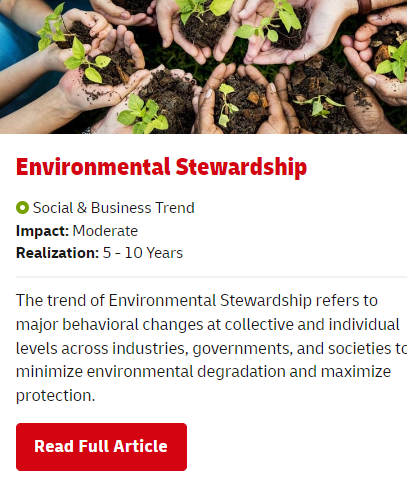 Environmental Stewardship
Social & Business Trend
Impact: Moderate
Realization: 5 - 10 Years
The trend of Environmental Stewardship refers to
major behavioral changes at collective and individual
levels across industries, governments, and societies to
minimize environmental degradation and maximize
protection.
Read Full Article